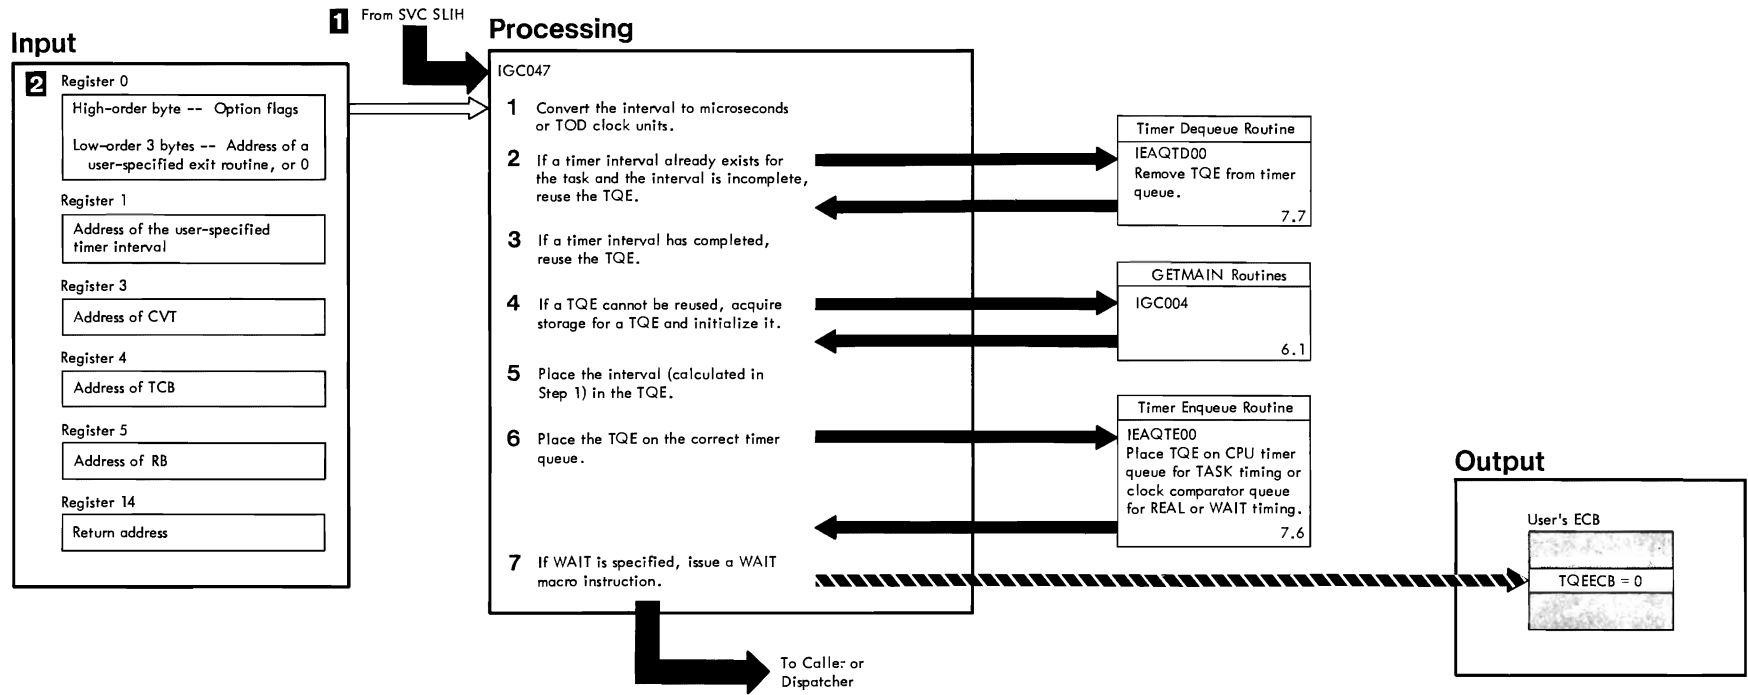 1 From SVC SLIH
Input
2 Register 0
High-order byte -- Option flags
Low-order 3 bytes -- Address of a
user-specified exit routine, or 0
Register 1
Address of the user-specified
timer interval
Register 3
Address of CVT
Register 4
Address of TCB
Register 5
Address of RB
Register 14
Return address
Processing
IGC047
1 Convert the interval to microseconds
or TOD clock units.
2 If a timer interval already exists for
the task and the interval is incomplete,
reuse the TQE.
3 If a timer interval has completed,
reuse the TQE.
4 If a TQE cannot be reused, acquire
storage for a TQE and initialize it.
5 Place the interval (calculated in
Step 1) in the TQE.
6 Place the TQE on the correct timer
queue.
7 If WAIT is specified, issue a WAIT
macro instruction.
To Caller or
Dispatcher
Timer Dequeue Routine
IEAQTD00
Remove TQE from timer
queue.
7.7
GETMAIN Routines
IGC004
6.1
Timer Enqueue Routine
IEAQTE00
Place TQE on CPU timer
queue for TASK timing or
clock comparator queue
for REAL or WAIT timing.
7.6
Output
User's ECB
TQEECB = 0